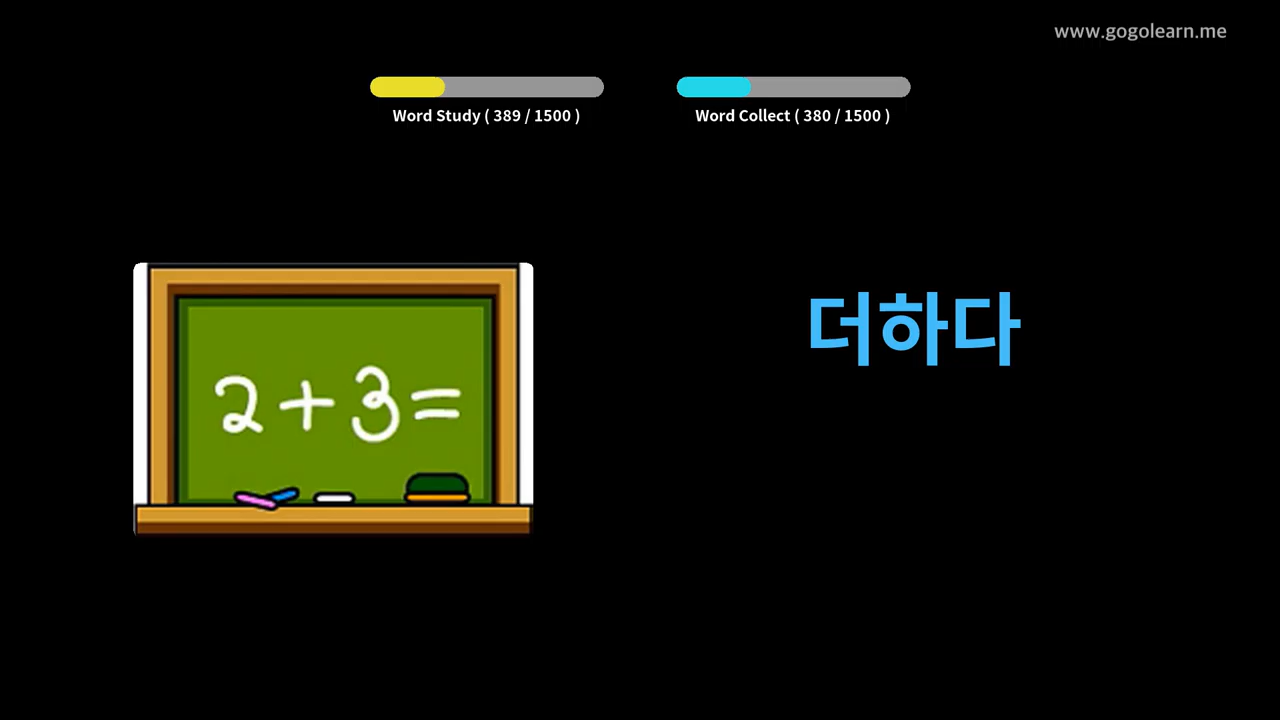 www.gogolearn.me
Word Study ( 389 / 1500 )
Word Collect ( 380 / 1500 )
더하다
2+3=